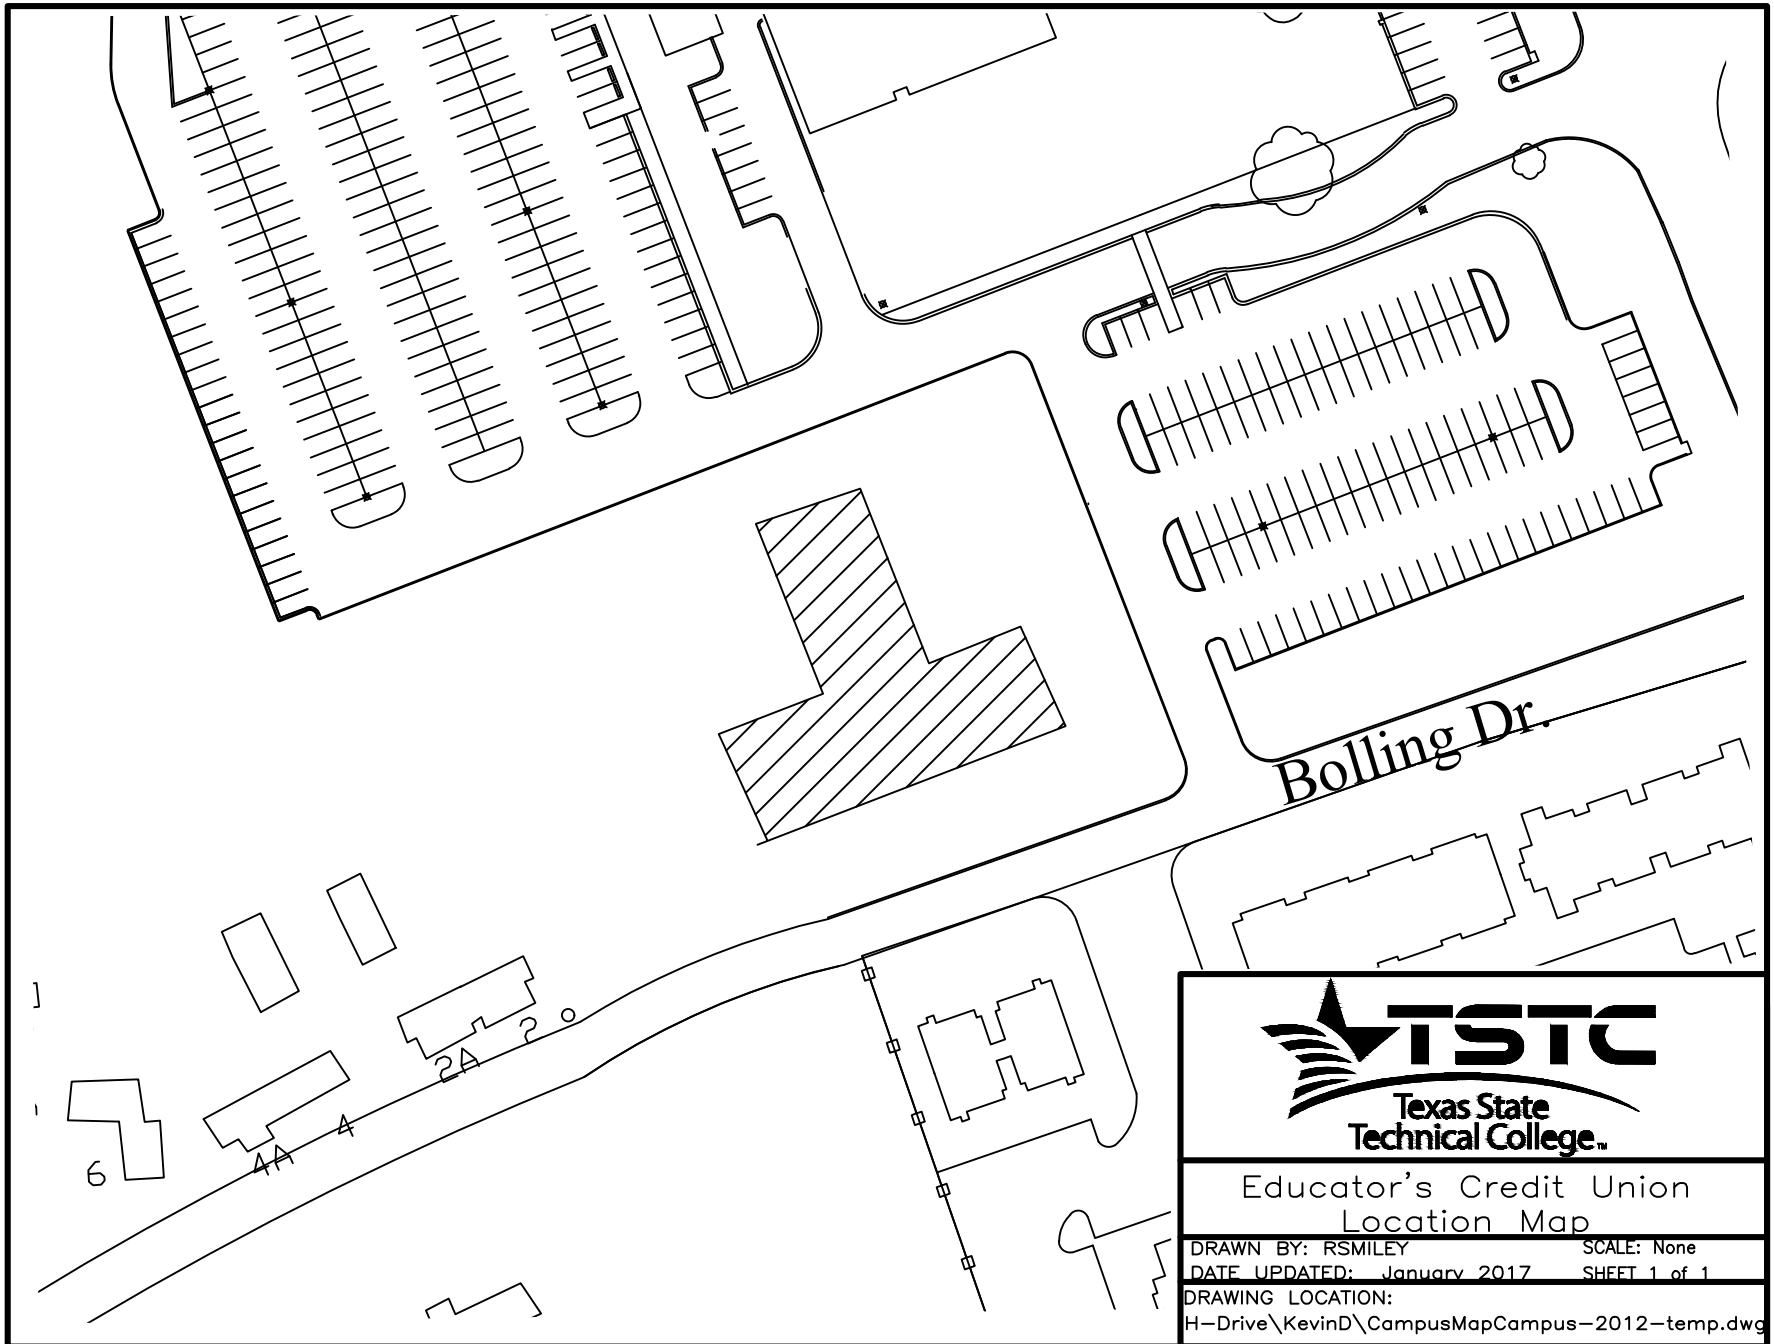 Bolling Dr.
2
2A
4
4A
6
TSTC
Texas State
Technical College™
Educator's Credit Union
Location Map
DRAWN BY: RSMILEY
SCALE: None
DATE UPDATED: January 2017
SHEET 1 of 1
DRAWING LOCATION:
H-Drive\KevinD\CampusMapCampus-2012-temp.dwg